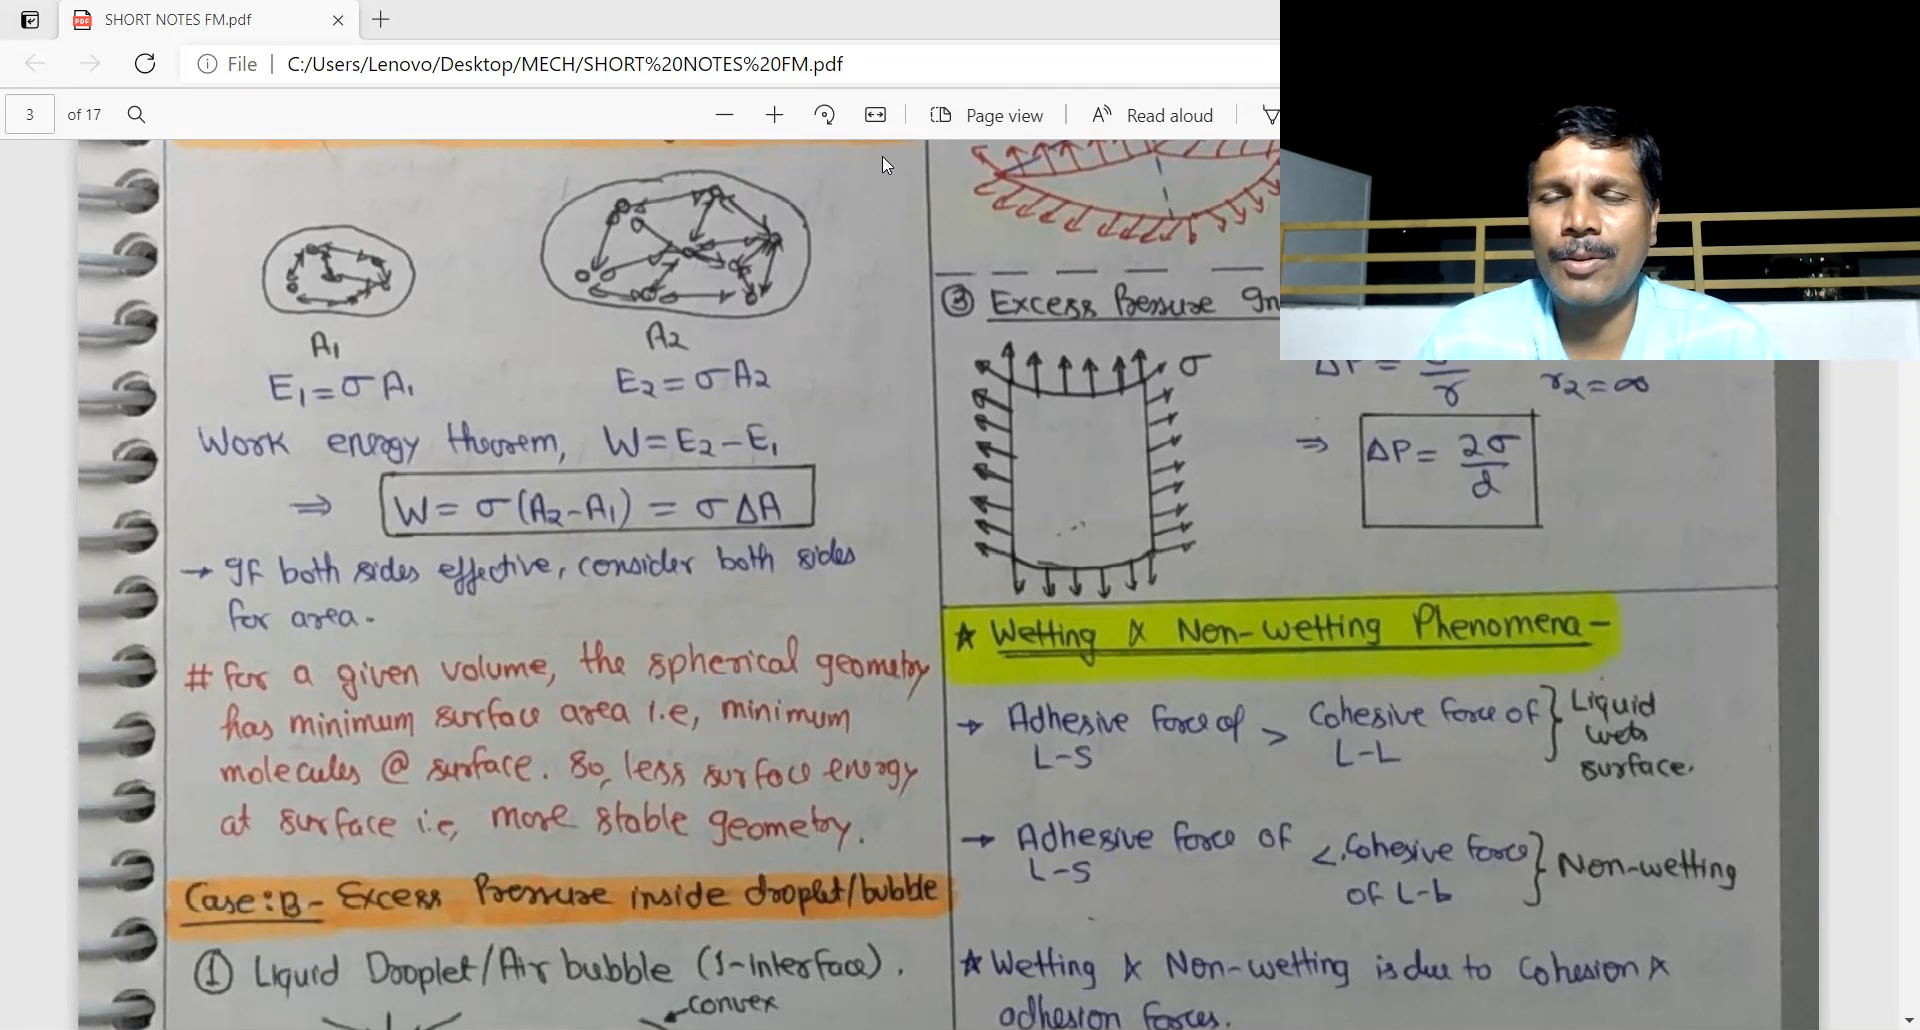 SHORT NOTES FM.pdf
File
C:/Users/Lenovo/Desktop/MECH/SHORT%20NOTES%20FM.pdf
3 of 17
Page view
Read aloud
A1
A2
E1 = σ A1
E2 = σ A2
Work energy theorem, W = E2 - E1
⇒ W = σ (A2 - A1) = σ ΔA
→ If both sides effective, consider both sides
for area -
# For a given volume, the spherical geometry
has minimum surface area i.e, minimum
molecules @ surface. So, less surface energy
at surface i.e, more stable geometry.
Case:B - Excess Pressure inside droplet/bubble
① Liquid Droplet/Air bubble (1-Interface).
convex
③ Excess Pressure In
σ
r
r2 = ∞
⇒ ΔP = 2σ/d
★ Wetting & Non-wetting Phenomena -
→ Adhesive force of > Cohesive force of } Liquid
L-S L-L wets
surface.
→ Adhesive force of < Cohesive force } Non-wetting
L-S of L-b
★ Wetting & Non-wetting is due to Cohesion &
adhesion forces.